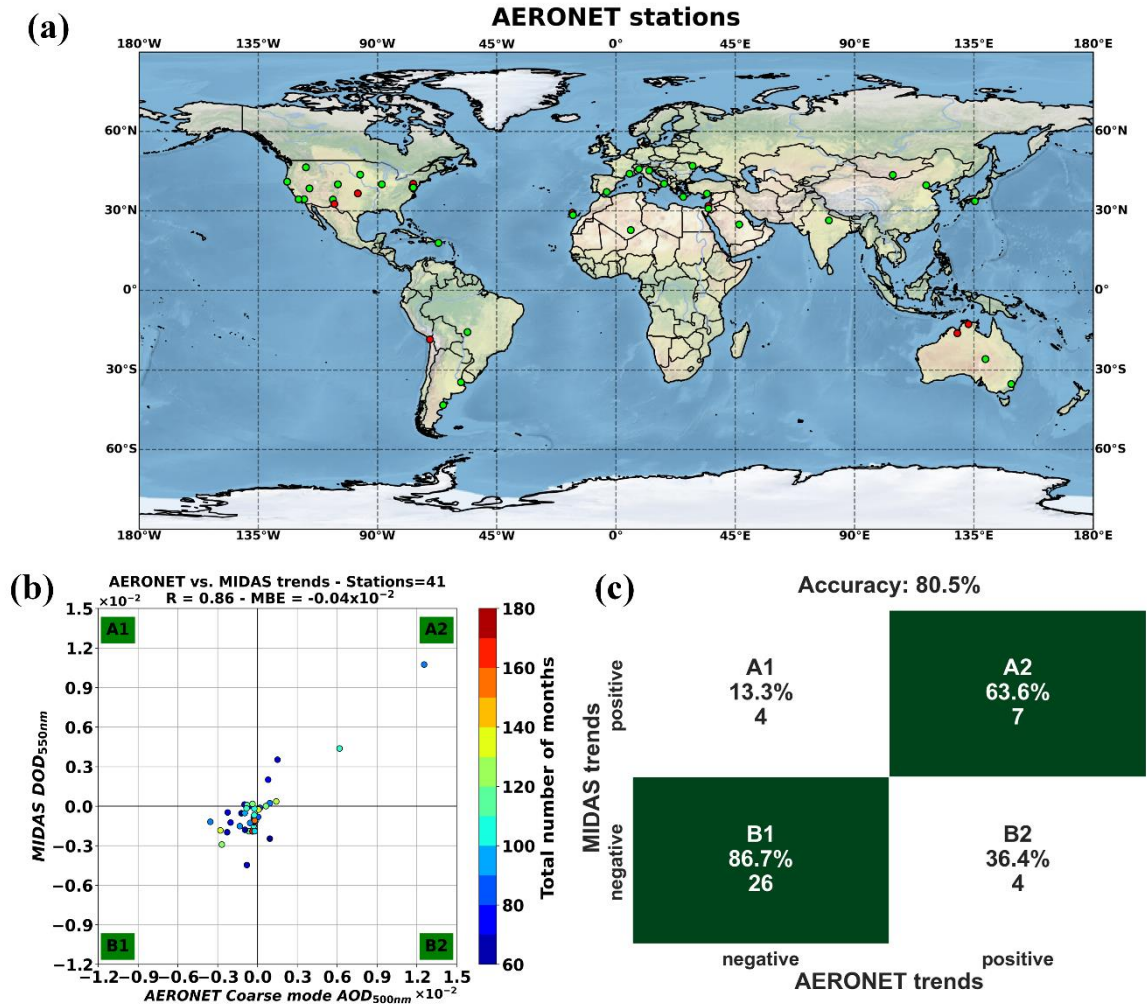 (a)
AERONET stations
180°W 135°W 90°W 45°W 0° 45°E 90°E 135°E 180°E
60°N 60°N
30°N 30°N
0° 0°
30°S 30°S
60°S 60°S
180°W 135°W 90°W 45°W 0° 45°E 90°E 135°E 180°E
(b)
AERONET vs. MIDAS trends - Stations=41
R = 0.86 - MBE = -0.04x10⁻²
×10⁻²
1.5
1.2
0.9
0.6
0.3
0.0
−0.3
−0.6
−0.9
−1.2
MIDAS DOD550nm
A1 A2
B1 B2
−1.2 −0.9 −0.6 −0.3 0.0 0.3 0.6 0.9 1.2 1.5
AERONET Coarse mode AOD500nm ×10⁻²
180
160
140
120
100
80
60
Total number of months
(c)
Accuracy: 80.5%
MIDAS trends
positive
negative
A1
13.3%
4
A2
63.6%
7
B1
86.7%
26
B2
36.4%
4
negative positive
AERONET trends